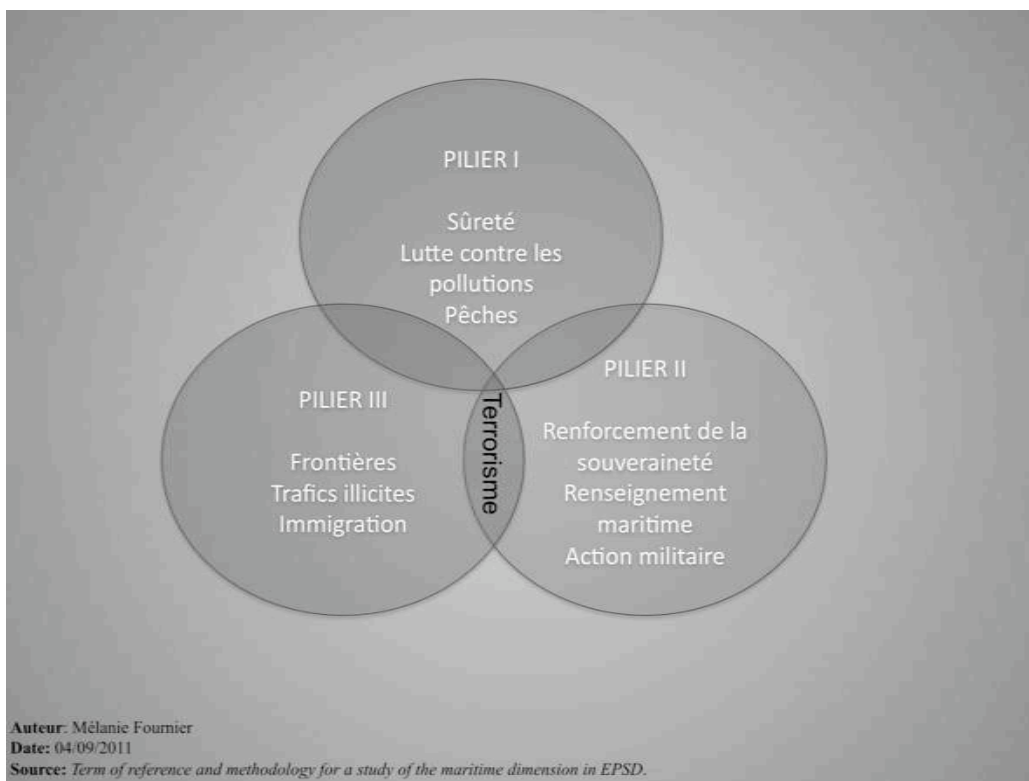 PILIER I
Sûreté
Lutte contre les
pollutions
Pêches
PILIER III
Frontières
Trafics illicites
Immigration
Terrorisme
PILIER II
Renforcement de la
souveraineté
Renseignement
maritime
Action militaire
Auteur: Mélanie Fournier
Date: 04/09/2011
Source: Term of reference and methodology for a study of the maritime dimension in EPSD.